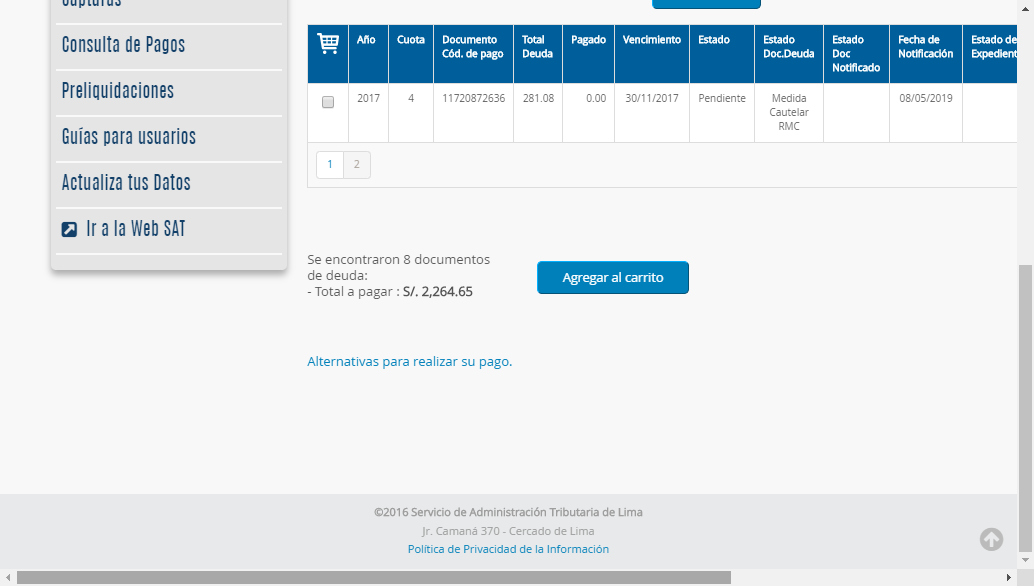 Capturas
Consulta de Pagos
Preliquidaciones
Guías para usuarios
Actualiza tus Datos
Ir a la Web SAT
Año
Cuota
Documento
Cód. de pago
Total
Deuda
Pagado
Vencimiento
Estado
Estado
Doc.Deuda
Estado
Doc
Notificado
Fecha de
Notificación
Estado de
Expedient
2017
4
11720872636
281.08
0.00
30/11/2017
Pendiente
Medida
Cautelar
RMC
08/05/2019
1
2
Se encontraron 8 documentos
de deuda:
- Total a pagar : S/. 2,264.65
Agregar al carrito
Alternativas para realizar su pago.
©2016 Servicio de Administración Tributaria de Lima
Jr. Camaná 370 - Cercado de Lima
Política de Privacidad de la Información